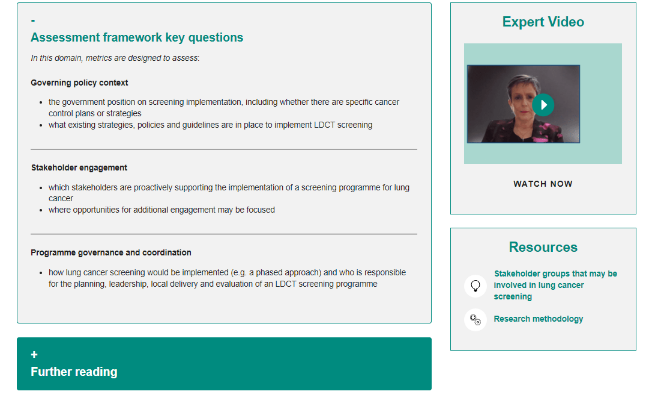 -
Assessment framework key questions
In this domain, metrics are designed to assess:
Governing policy context
• the government position on screening implementation, including whether there are specific cancer
control plans or strategies
• what existing strategies, policies and guidelines are in place to implement LDCT screening
Stakeholder engagement
• which stakeholders are proactively supporting the implementation of a screening programme for lung
cancer
• where opportunities for additional engagement may be focused
Programme governance and coordination
• how lung cancer screening would be implemented (e.g. a phased approach) and who is responsible
for the planning, leadership, local delivery and evaluation of an LDCT screening programme
+
Further reading
Expert Video
WATCH NOW
Resources
Stakeholder groups that may be
involved in lung cancer
screening
Research methodology